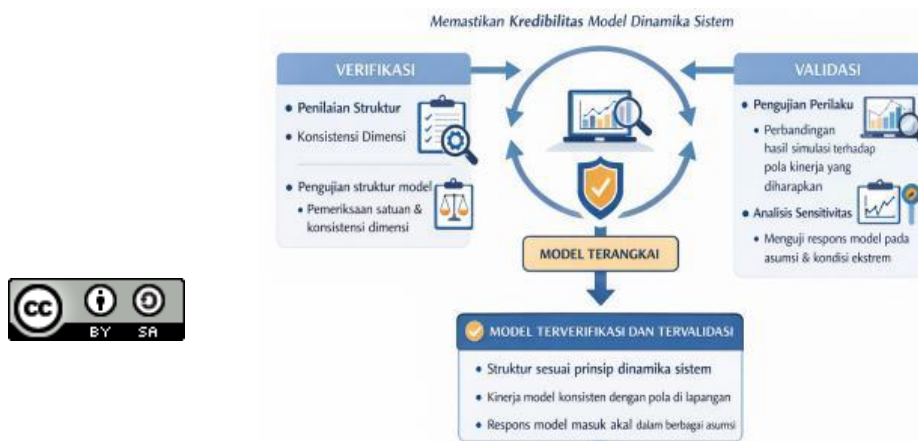 Memastikan Kredibilitas Model Dinamika Sistem
VERIFIKASI
• Penilaian Struktur
• Konsistensi Dimensi
• Pengujian struktur model
• Pemeriksaan satuan &
konsistensi dimensi
VALIDASI
• Pengujian Perilaku
• Perbandingan
hasil simulasi terhadap
pola kinerja yang
diharapkan
• Analisis Sensitivitas
• Menguji respons model pada
asumsi & kondisi ekstrem
MODEL TERANGKAI
MODEL TERVERIFIKASI DAN TERVALIDASI
• Struktur sesuai prinsip dinamika sistem
• Kinerja model konsisten dengan pola di lapangan
• Respons model masuk akal dalam berbagai asumsi
cc
BY SA